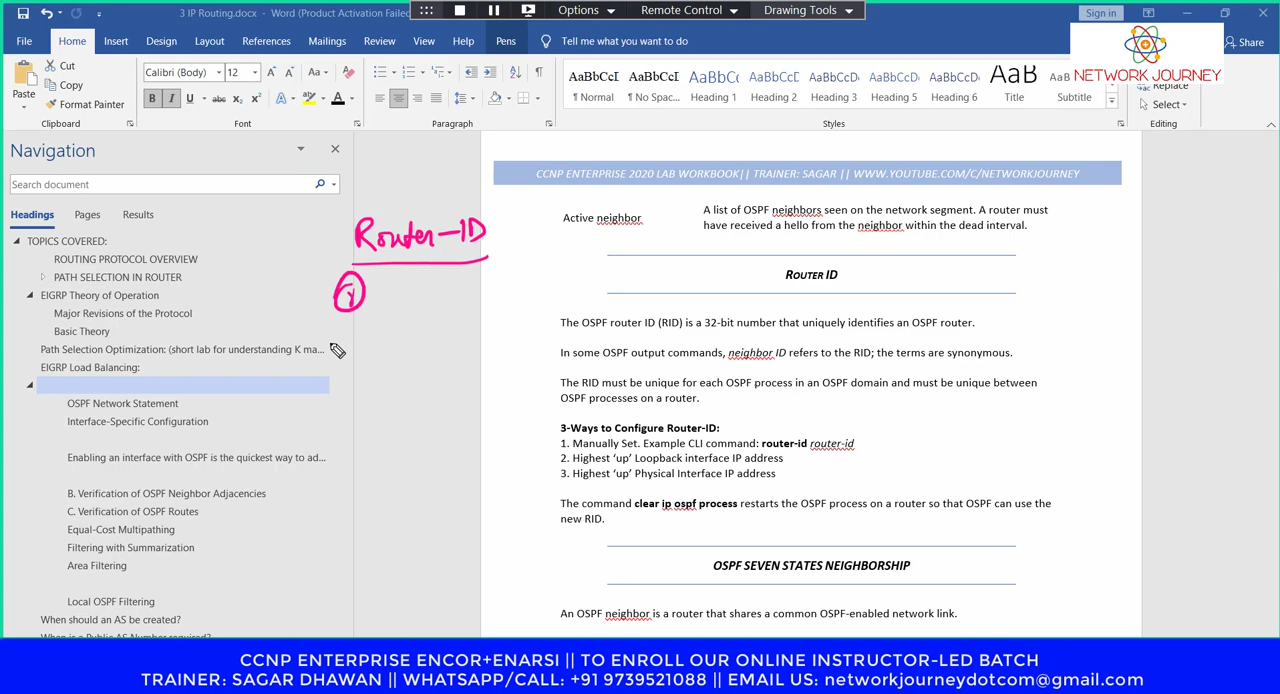 3 IP Routing.docx - Word (Product Activation Failed
Options
Remote Control
Drawing Tools
Sign in
File
Home
Insert
Design
Layout
References
Mailings
Review
View
Help
Pens
Tell me what you want to do
Share
NETWORK JOURNEY
Paste
Cut
Copy
Format Painter
Clipboard
Calibri (Body)
12
Aa
B I U abc x₂ x²
A
Font
Paragraph
AaBbCcI
¶ Normal
AaBbCcI
¶ No Spac...
AaBbCc
Heading 1
AaBbCcI
Heading 2
AaBbCcI
Heading 3
AaBbCcI
Heading 5
AaBbCcI
Heading 6
AaB
Title
Subtitle
Styles
Replace
Select
Editing
Navigation
Search document
Headings
Pages
Results
TOPICS COVERED:
ROUTING PROTOCOL OVERVIEW
PATH SELECTION IN ROUTER
EIGRP Theory of Operation
Major Revisions of the Protocol
Basic Theory
Path Selection Optimization: (short lab for understanding K ma...
EIGRP Load Balancing:
OSPF Network Statement
Interface-Specific Configuration
Enabling an interface with OSPF is the quickest way to ad...
B. Verification of OSPF Neighbor Adjacencies
C. Verification of OSPF Routes
Equal-Cost Multipathing
Filtering with Summarization
Area Filtering
Local OSPF Filtering
When should an AS be created?
When is a Public AS Number required?
Router-ID
CCNP ENTERPRISE 2020 LAB WORKBOOK|| TRAINER: SAGAR || WWW.YOUTUBE.COM/C/NETWORKJOURNEY
Active neighbor
A list of OSPF neighbors seen on the network segment. A router must
have received a hello from the neighbor within the dead interval.
ROUTER ID
The OSPF router ID (RID) is a 32-bit number that uniquely identifies an OSPF router.
In some OSPF output commands, neighbor ID refers to the RID; the terms are synonymous.
The RID must be unique for each OSPF process in an OSPF domain and must be unique between
OSPF processes on a router.
3-Ways to Configure Router-ID:
1. Manually Set. Example CLI command: router-id router-id
2. Highest ‘up’ Loopback interface IP address
3. Highest ‘up’ Physical Interface IP address
The command clear ip ospf process restarts the OSPF process on a router so that OSPF can use the
new RID.
OSPF SEVEN STATES NEIGHBORSHIP
An OSPF neighbor is a router that shares a common OSPF-enabled network link.
CCNP ENTERPRISE ENCOR+ENARSI || TO ENROLL OUR ONLINE INSTRUCTOR-LED BATCH
TRAINER: SAGAR DHAWAN || WHATSAPP/CALL: +91 9739521088 || EMAIL US: networkjourneydotcom@gmail.com